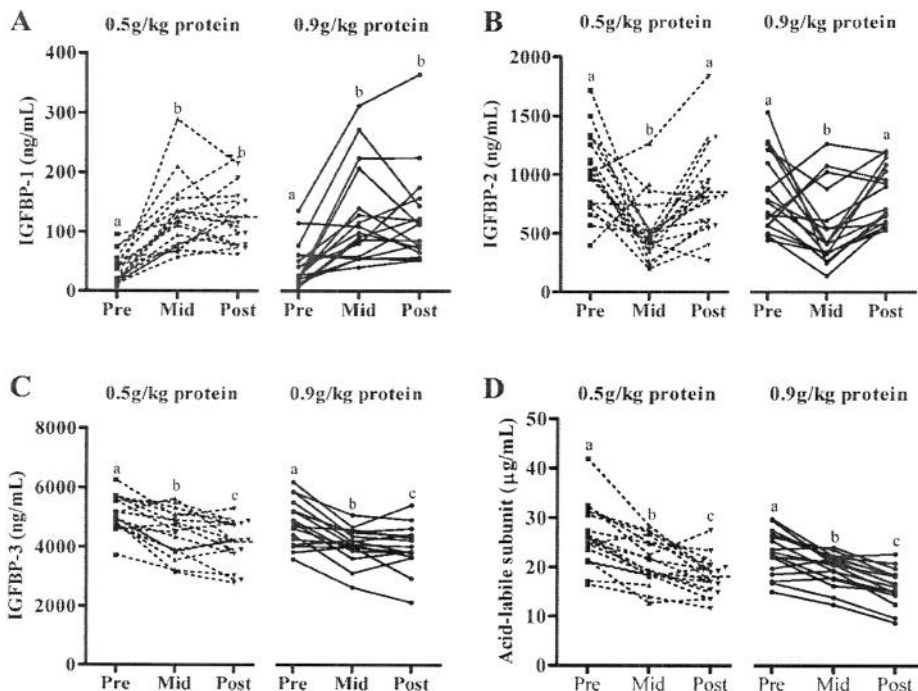 A
0.5g/kg protein
0.9g/kg protein
IGFBP-1 (ng/mL)
400
300
200
100
0
a
b
b
a
b
b
Pre
Mid
Post
Pre
Mid
Post
B
0.5g/kg protein
0.9g/kg protein
IGFBP-2 (ng/mL)
2000
1500
1000
500
0
a
b
a
a
b
a
Pre
Mid
Post
Pre
Mid
Post
C
0.5g/kg protein
0.9g/kg protein
IGFBP-3 (ng/mL)
8000
6000
4000
2000
0
a
b
c
a
b
c
Pre
Mid
Post
Pre
Mid
Post
D
0.5g/kg protein
0.9g/kg protein
Acid-labile subunit (μg/mL)
50
40
30
20
10
0
a
b
c
a
b
c
Pre
Mid
Post
Pre
Mid
Post